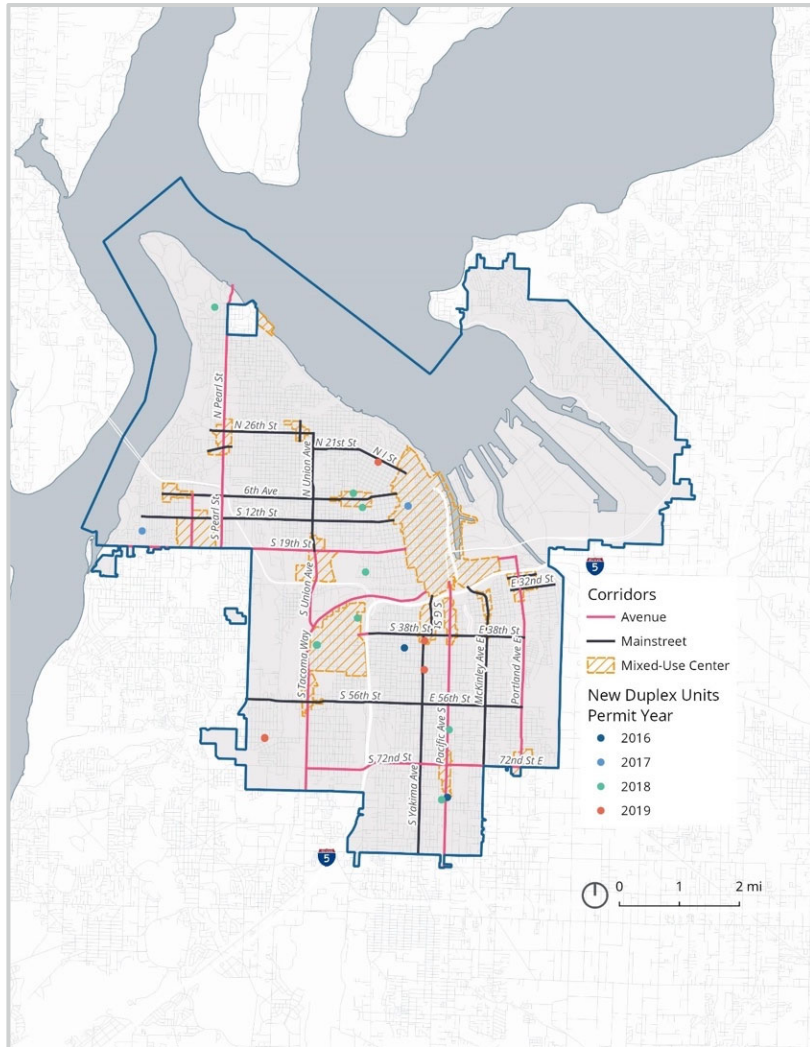 N Pearl St
N 26th St
N 21st St
N I St
N Union Ave
6th Ave
S 12th St
S Pearl St
S 19th St
S Union Ave
E 32nd St
S G St
S 38th St
E 38th St
S Tacoma Way
McKinley Ave E
Portland Ave E
S 56th St
E 56th St
Pacific Ave S
S 72nd St
72nd St E
S Yakima Ave
5
5
Corridors
Avenue
Mainstreet
Mixed-Use Center
New Duplex Units
Permit Year
2016
2017
2018
2019
0 1 2 mi